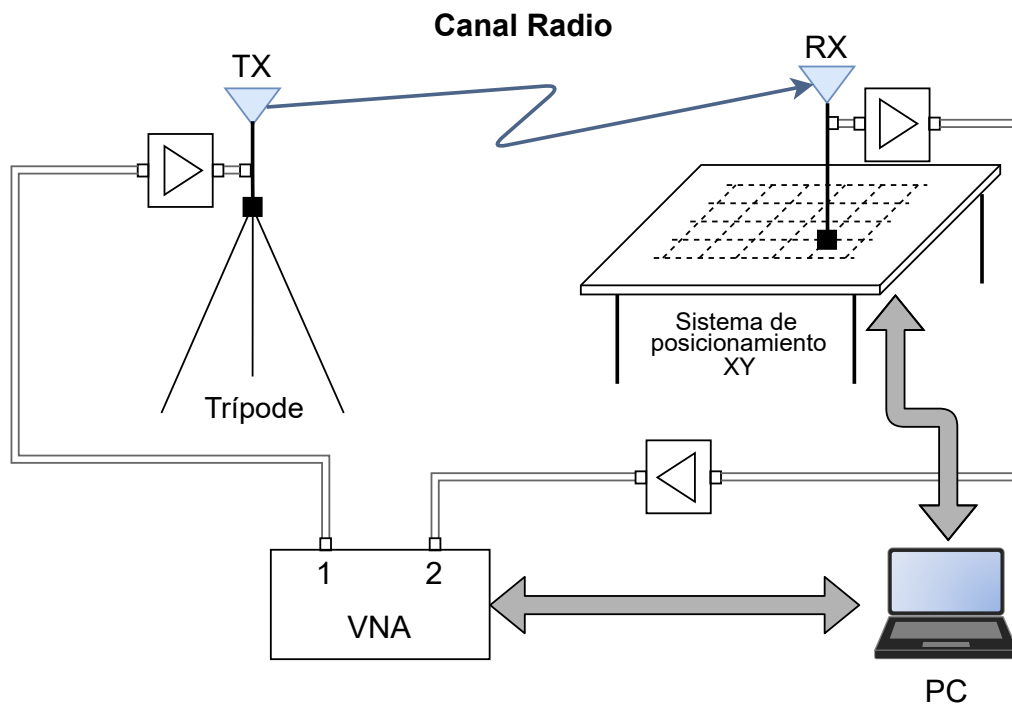 Canal Radio
TX
RX
Sistema de
posicionamiento
XY
Trípode
1
2
VNA
PC